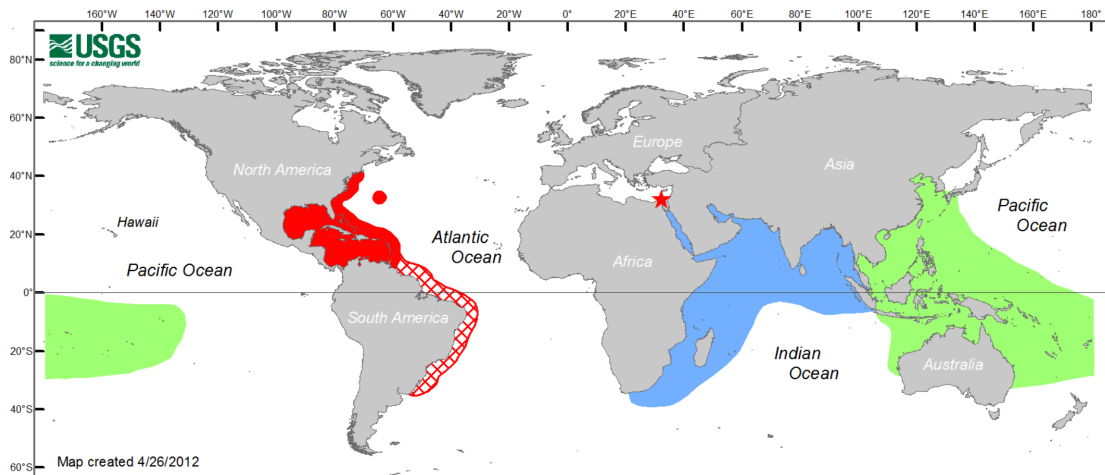 160°W 140°W 120°W 100°W 80°W 60°W 40°W 20°W 0° 20°E 40°E 60°E 80°E 100°E 120°E 140°E 160°E 180°
USGS
science for a changing world
80°N
60°N
Europe
North America
Asia
40°N
Hawaii
Pacific
Ocean
20°N
Atlantic
Ocean
Pacific Ocean
Africa
0°
South America
20°S
Indian
Ocean
Australia
40°S
Map created 4/26/2012
60°S